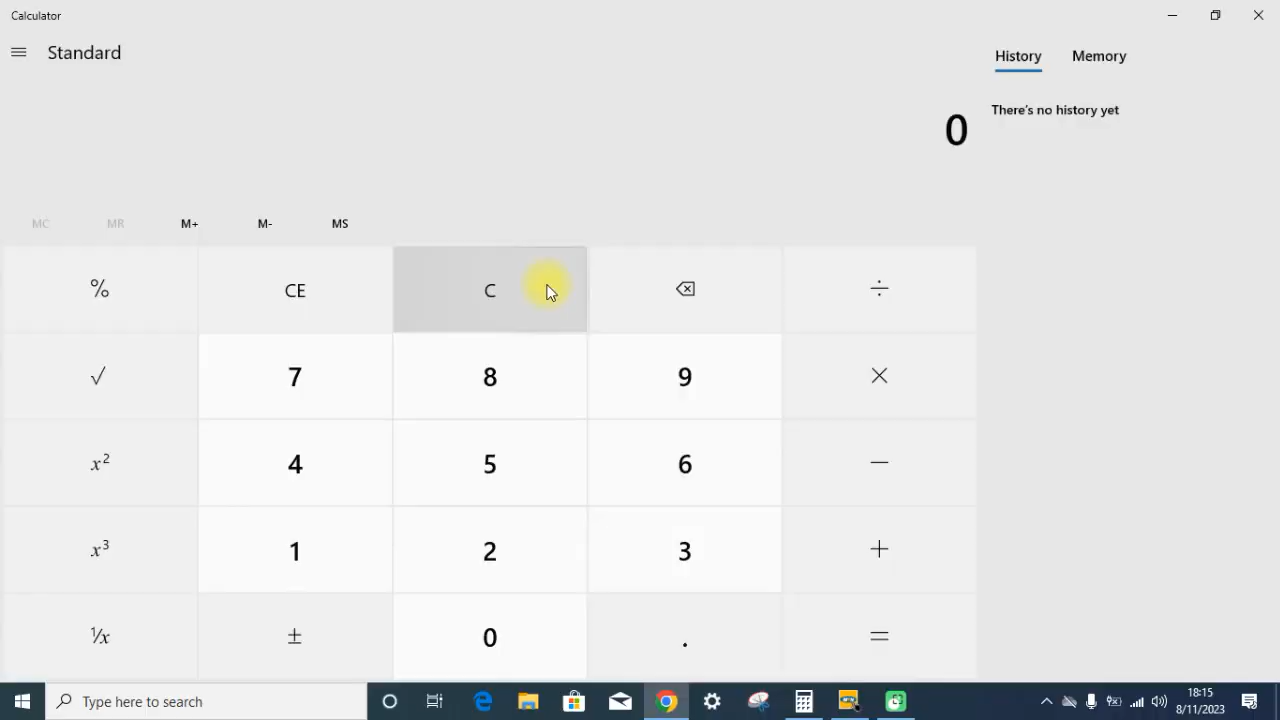 Calculator
Standard
History Memory
There's no history yet
0
MC MR M+ M- MS
% CE C ÷
√ 7 8 9 ×
x² 4 5 6 −
x³ 1 2 3 +
¹/x ± 0 . =
Type here to search
18:15
8/11/2023